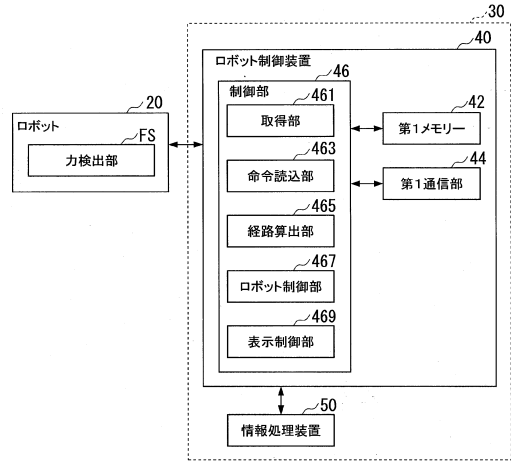 30
40
ロボット制御装置
46
制御部
461
取得部
463
命令読込部
465
経路算出部
467
ロボット制御部
469
表示制御部
20
ロボット
FS
力検出部
42
第1メモリー
44
第1通信部
50
情報処理装置